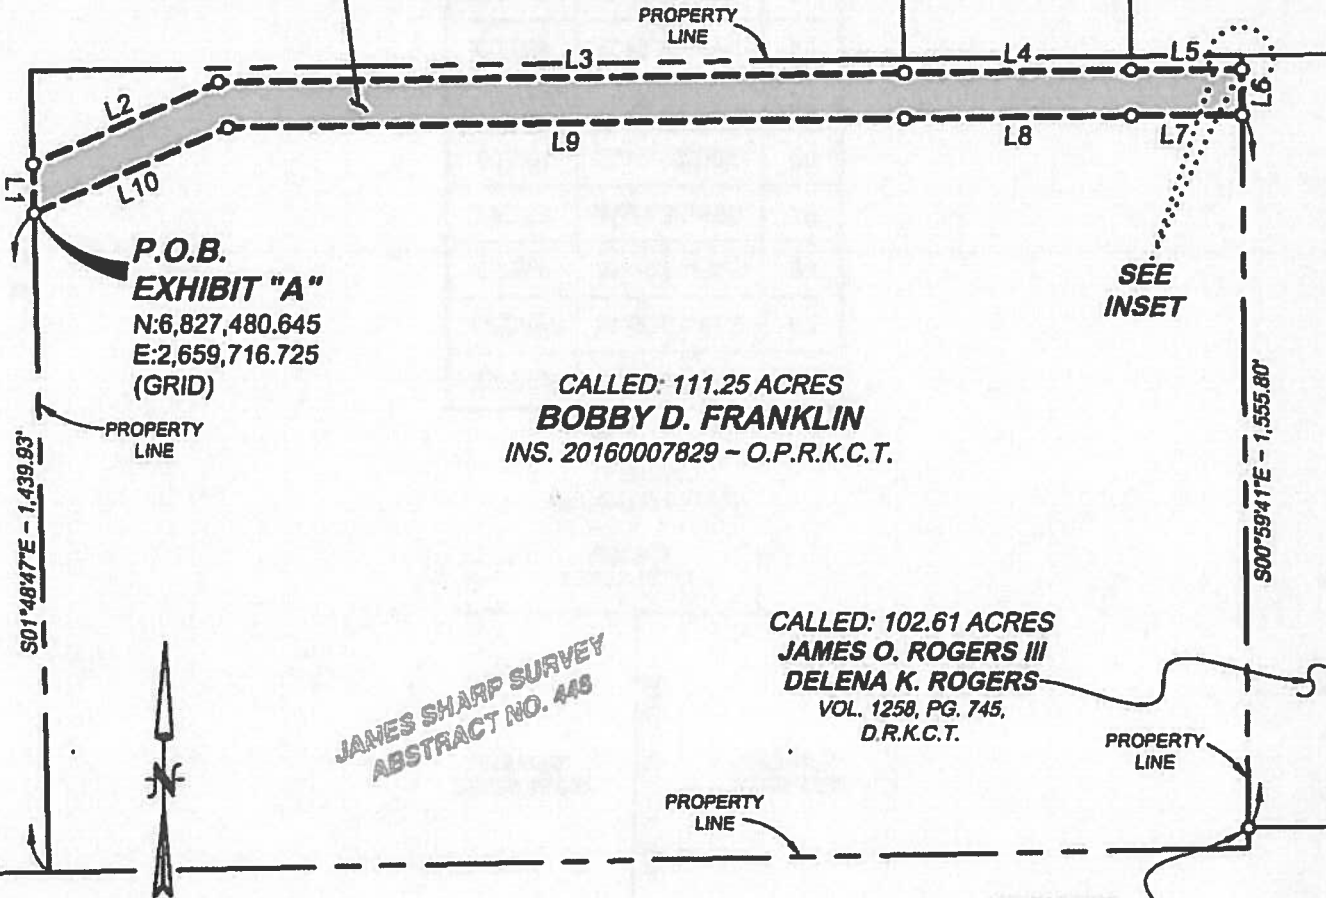 PROPERTY
LINE
L3
L4
L5
L6
L2
L1
L10
L9
L8
L7
P.O.B.
EXHIBIT "A"
N:6,827,480.645
E:2,659,716.725
(GRID)
SEE
INSET
CALLED: 111.25 ACRES
BOBBY D. FRANKLIN
INS. 20160007829 ~ O.P.R.K.C.T.
PROPERTY
LINE
S01°48'47"E ~ 1,439.93'
S00°59'41"E ~ 1,555.80'
CALLED: 102.61 ACRES
JAMES O. ROGERS III
DELENA K. ROGERS
VOL. 1258, PG. 745,
D.R.K.C.T.
JAMES SHARP SURVEY
ABSTRACT NO. 448
N
PROPERTY
LINE
PROPERTY
LINE